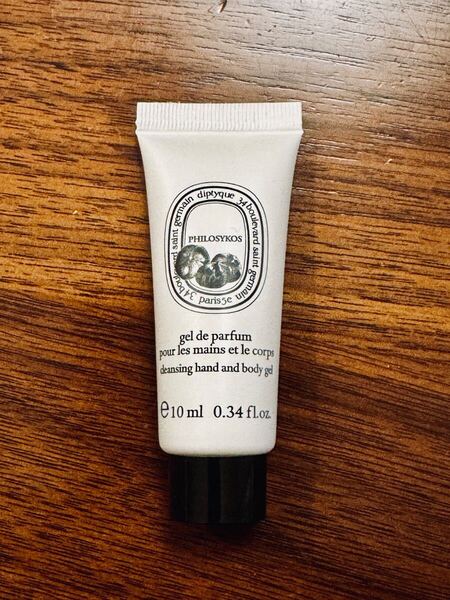 diptyque 34 boulevard saint germain paris 5e 34 boulevard saint germain
PHILOSYKOS
gel de parfum
pour les mains et le corps
cleansing hand and body gel
℮ 10 ml 0.34 fl.oz.